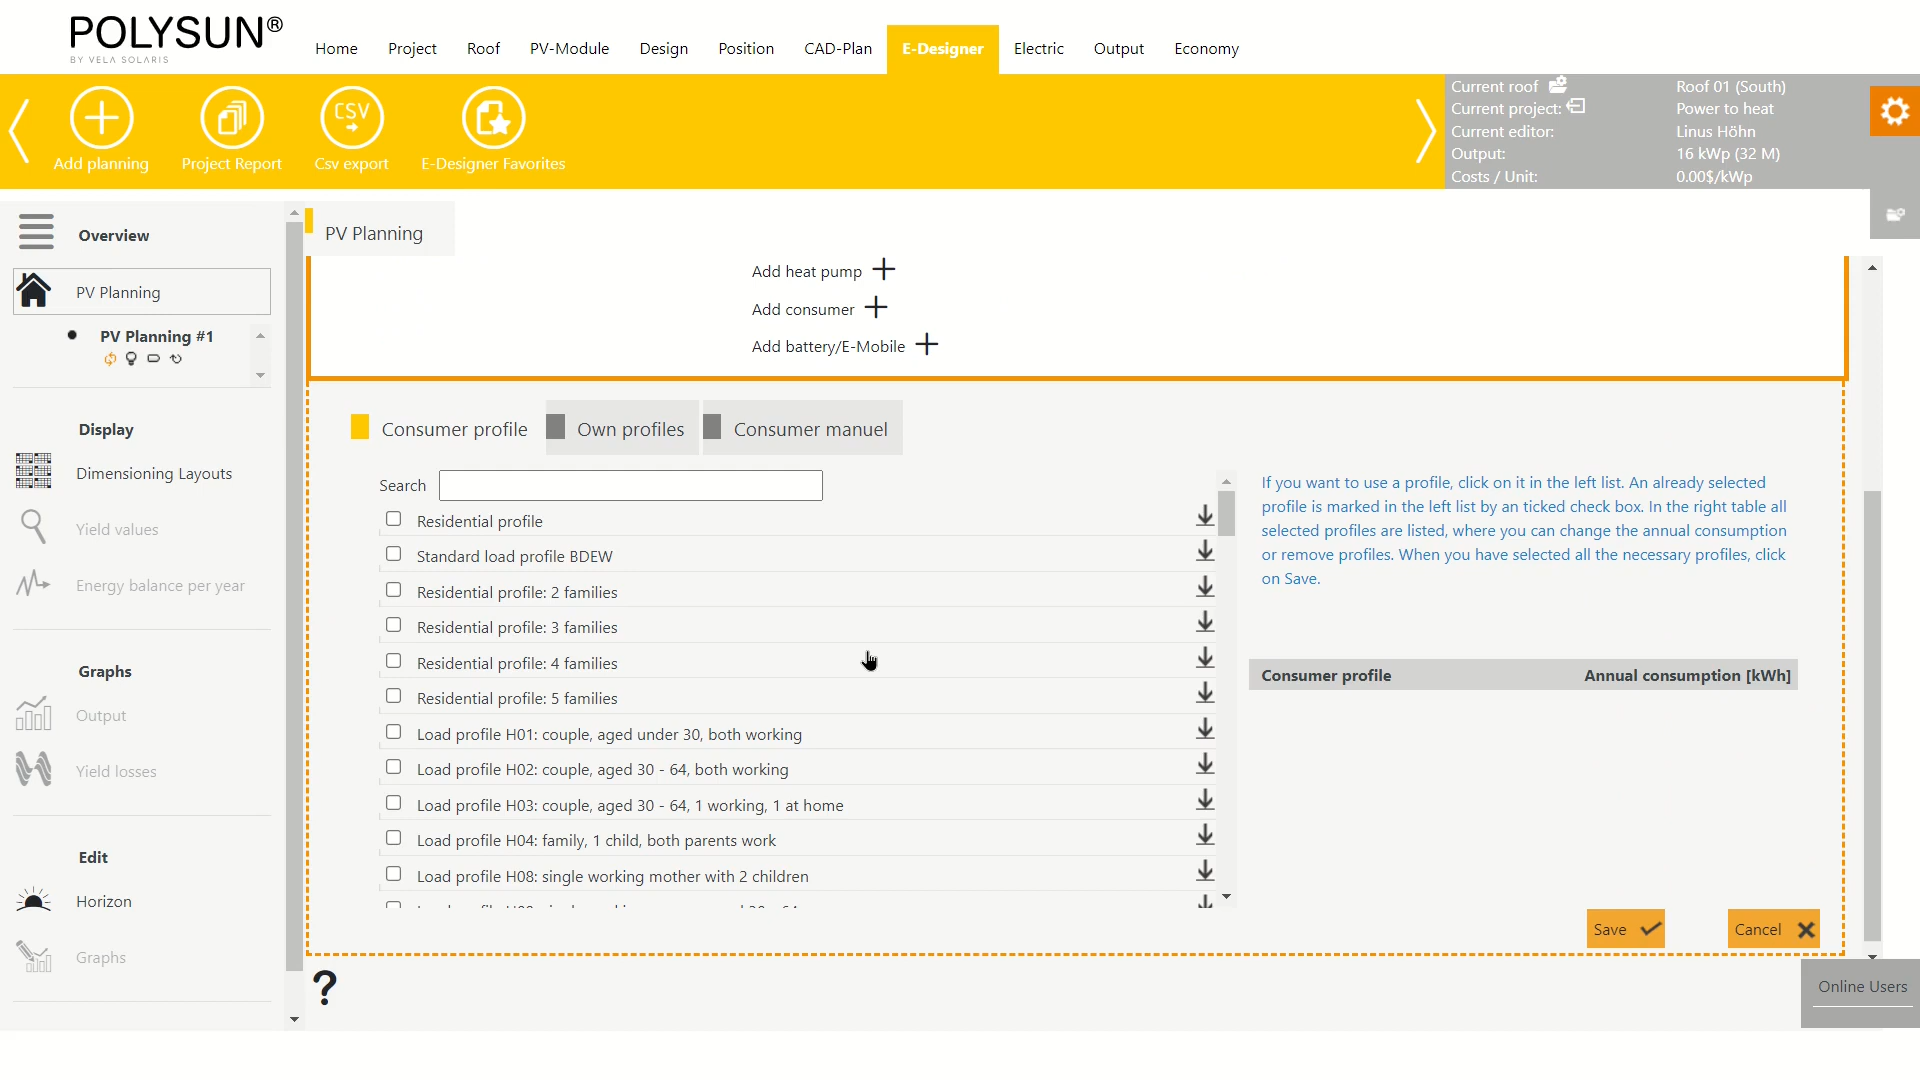 POLYSUN®
BY VELA SOLARIS
Home
Project
Roof
PV-Module
Design
Position
CAD-Plan
E-Designer
Electric
Output
Economy
Add planning
Project Report
CSV
Csv export
E-Designer Favorites
Current roof
Roof 01 (South)
Current project:
Power to heat
Current editor:
Linus Höhn
Output:
16 kWp (32 M)
Costs / Unit:
0.00$/kWp
Overview
PV Planning
PV Planning #1
Display
Dimensioning Layouts
Yield values
Energy balance per year
Graphs
Output
Yield losses
Edit
Horizon
Graphs
PV Planning
Add heat pump
Add consumer
Add battery/E-Mobile
Consumer profile
Own profiles
Consumer manuel
Search
Residential profile
Standard load profile BDEW
Residential profile: 2 families
Residential profile: 3 families
Residential profile: 4 families
Residential profile: 5 families
Load profile H01: couple, aged under 30, both working
Load profile H02: couple, aged 30 - 64, both working
Load profile H03: couple, aged 30 - 64, 1 working, 1 at home
Load profile H04: family, 1 child, both parents work
Load profile H08: single working mother with 2 children
If you want to use a profile, click on it in the left list. An already selected
profile is marked in the left list by an ticked check box. In the right table all
selected profiles are listed, where you can change the annual consumption
or remove profiles. When you have selected all the necessary profiles, click
on Save.
Consumer profile
Annual consumption [kWh]
Save
Cancel
?
Online Users